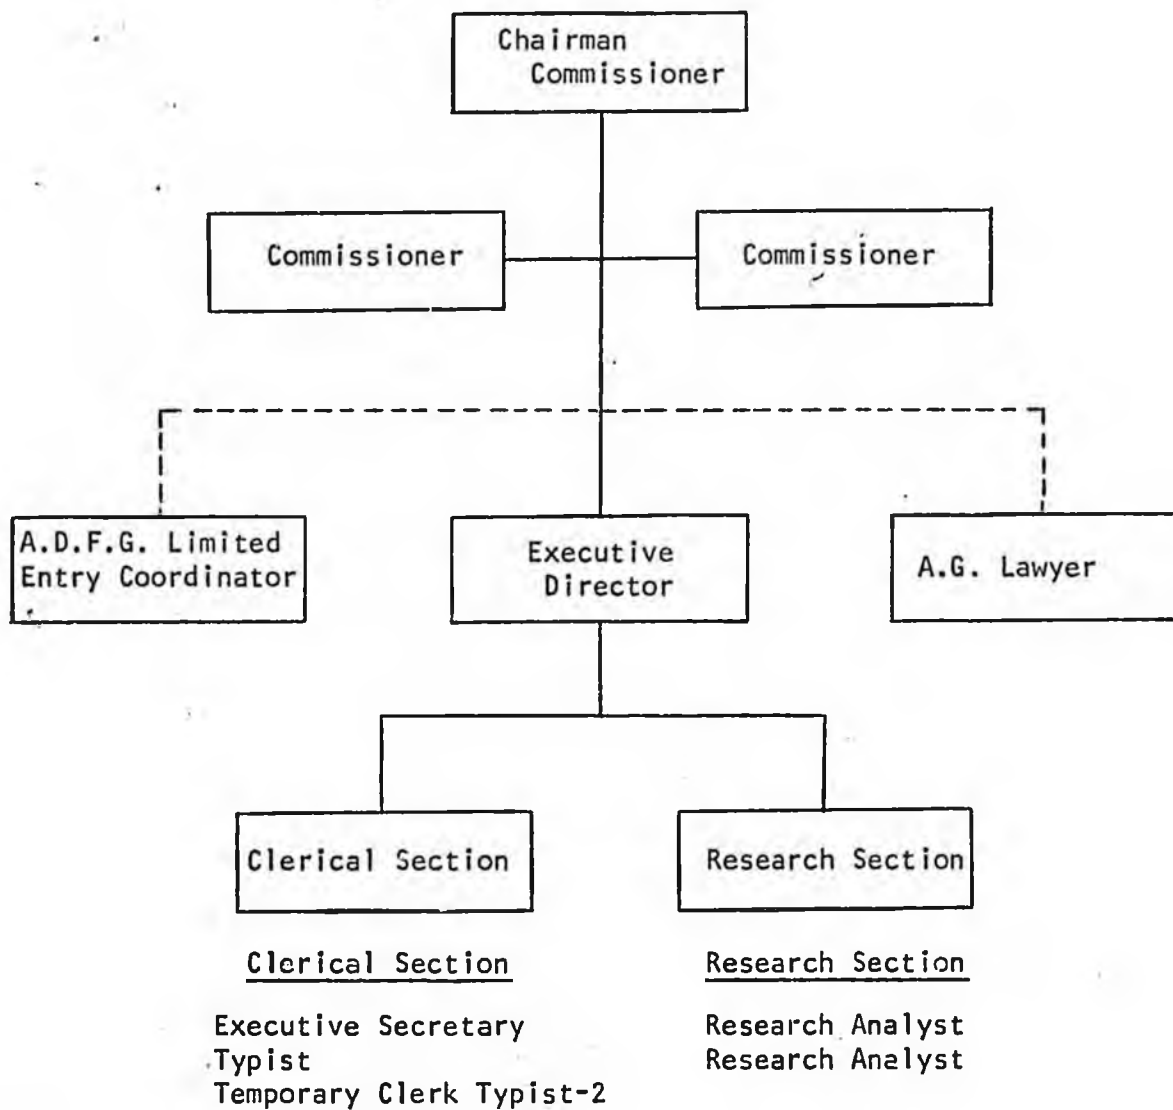 Chairman
Commissioner
Commissioner
Commissioner
A.D.F.G. Limited
Entry Coordinator
Executive
Director
A.G. Lawyer
Clerical Section
Research Section
Clerical Section
Research Section
Executive Secretary
Typist
Temporary Clerk Typist-2
Research Analyst
Research Analyst